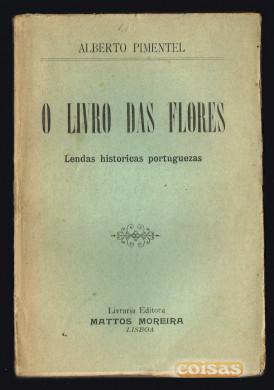 ALBERTO PIMENTEL
O LIVRO DAS FLORES
Lendas historicas portuguezas
Livraria Editora
MATTOS MOREIRA
LISBOA
coisas